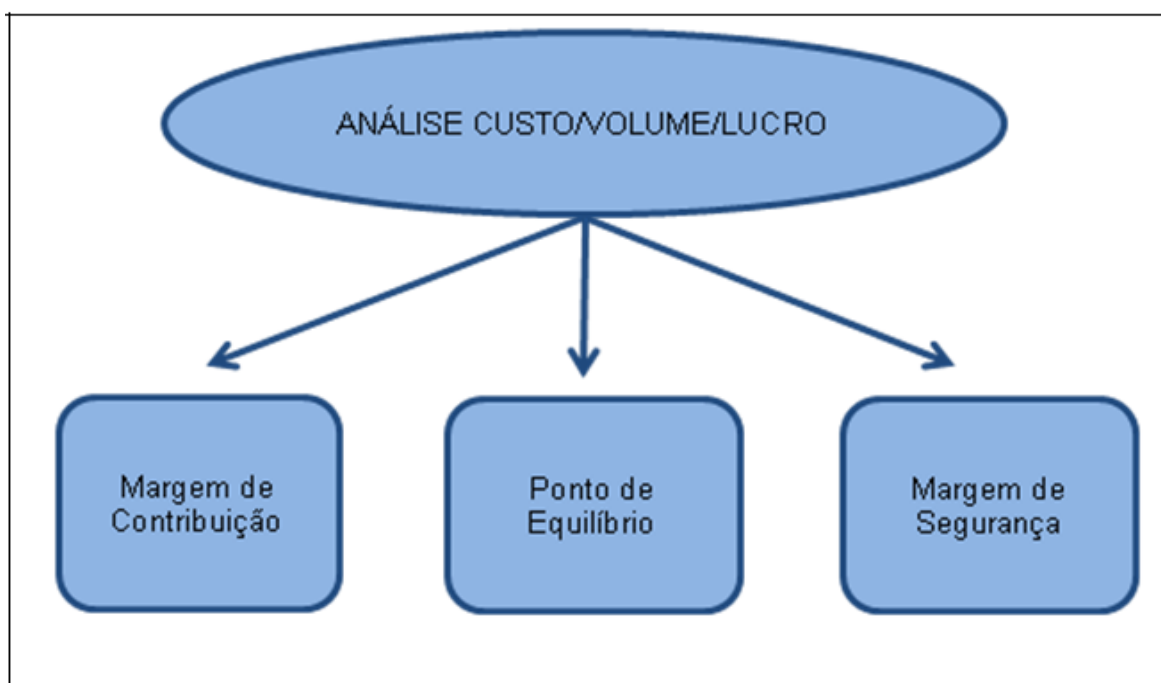 ANÁLISE CUSTO/VOLUME/LUCRO
Margem de
Contribuição
Ponto de
Equilíbrio
Margem de
Segurança